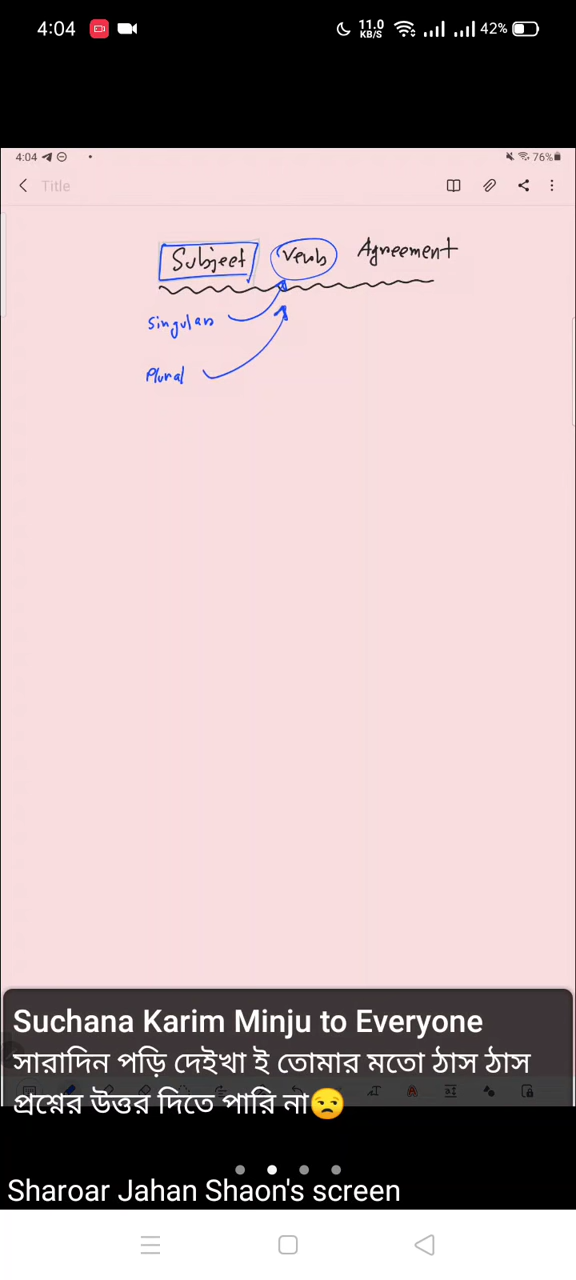 4:04
11.0
KB/S
42%
4:04
76%
Title
Subject Verb Agreement
Singular
Plural
Suchana Karim Minju to Everyone
সারাদিন পড়ি দেইখা ই তোমার মতো ঠাস ঠাস
প্রশ্নের উত্তর দিতে পারি না😒
Sharoar Jahan Shaon's screen